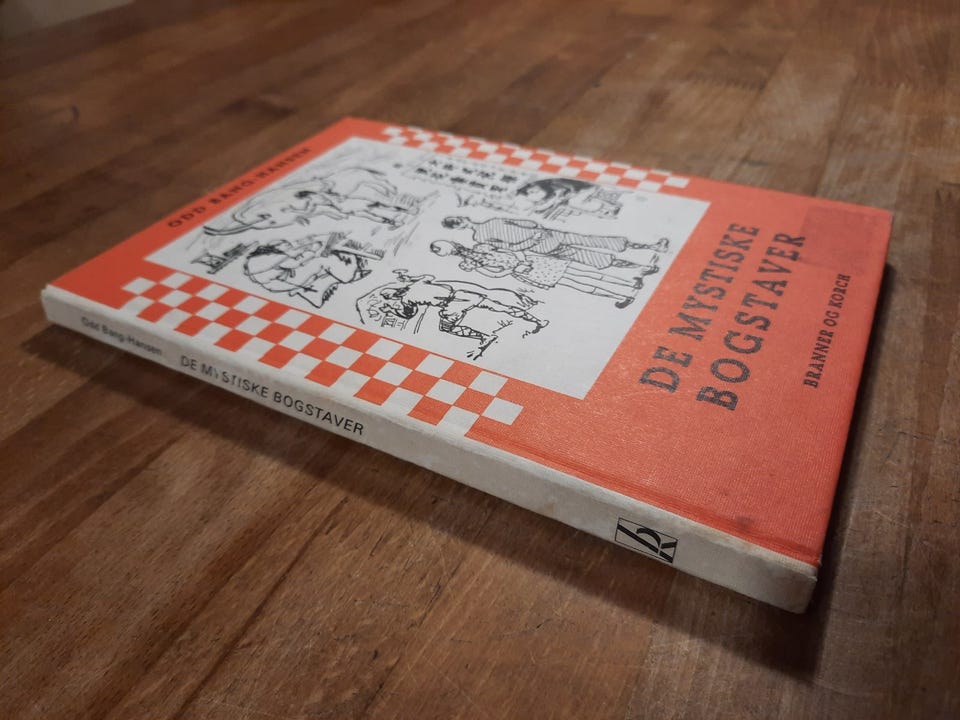 ODD BANG HANSEN
DE MYSTISKE
BOGSTAVER
BRANNER OG KORCH
Odd Bang-Hansen
DE MYSTISKE BOGSTAVER